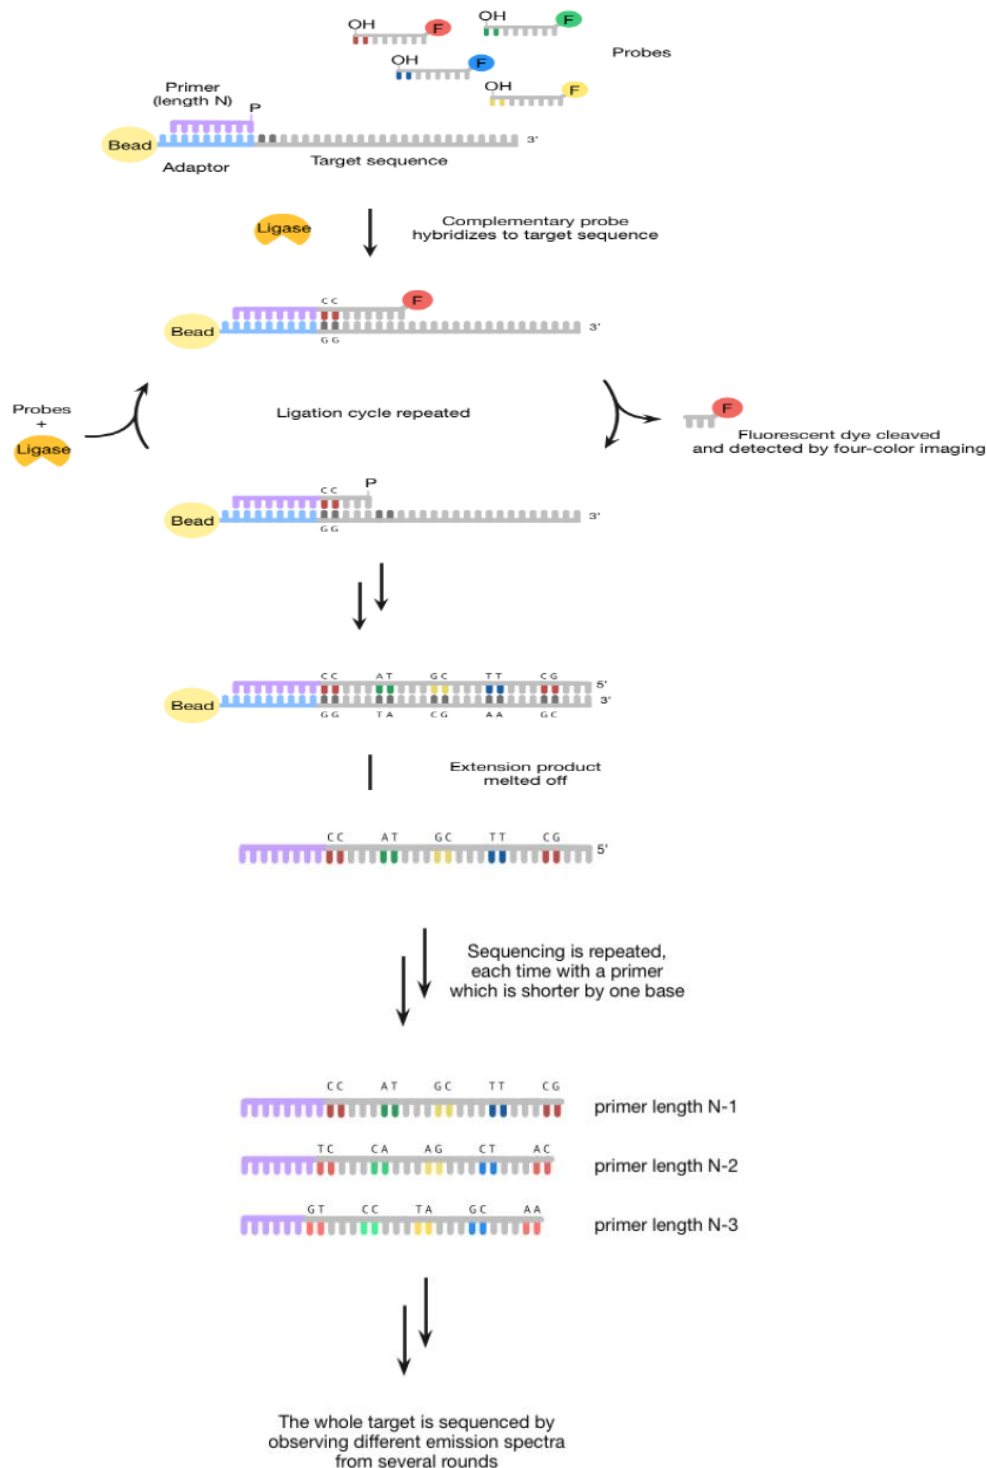 OH
F
OH
F
Probes
OH
F
OH
F
Primer
(length N)
P
Bead
3'
Adaptor
Target sequence
Ligase
Complementary probe
hybridizes to target sequence
C C
F
Bead
3'
G G
Probes
+
Ligase
Ligation cycle repeated
F
Fluorescent dye cleaved
and detected by four-color imaging
C C
P
Bead
3'
G G
C C A T G C T T C G
5'
Bead
3'
G G T A C G A A G C
Extension product
melted off
C C A T G C T T C G
5'
Sequencing is repeated,
each time with a primer
which is shorter by one base
C C A T G C T T C G
primer length N-1
T C C A A G C T A C
primer length N-2
G T C C T A G C A A
primer length N-3
The whole target is sequenced by
observing different emission spectra
from several rounds